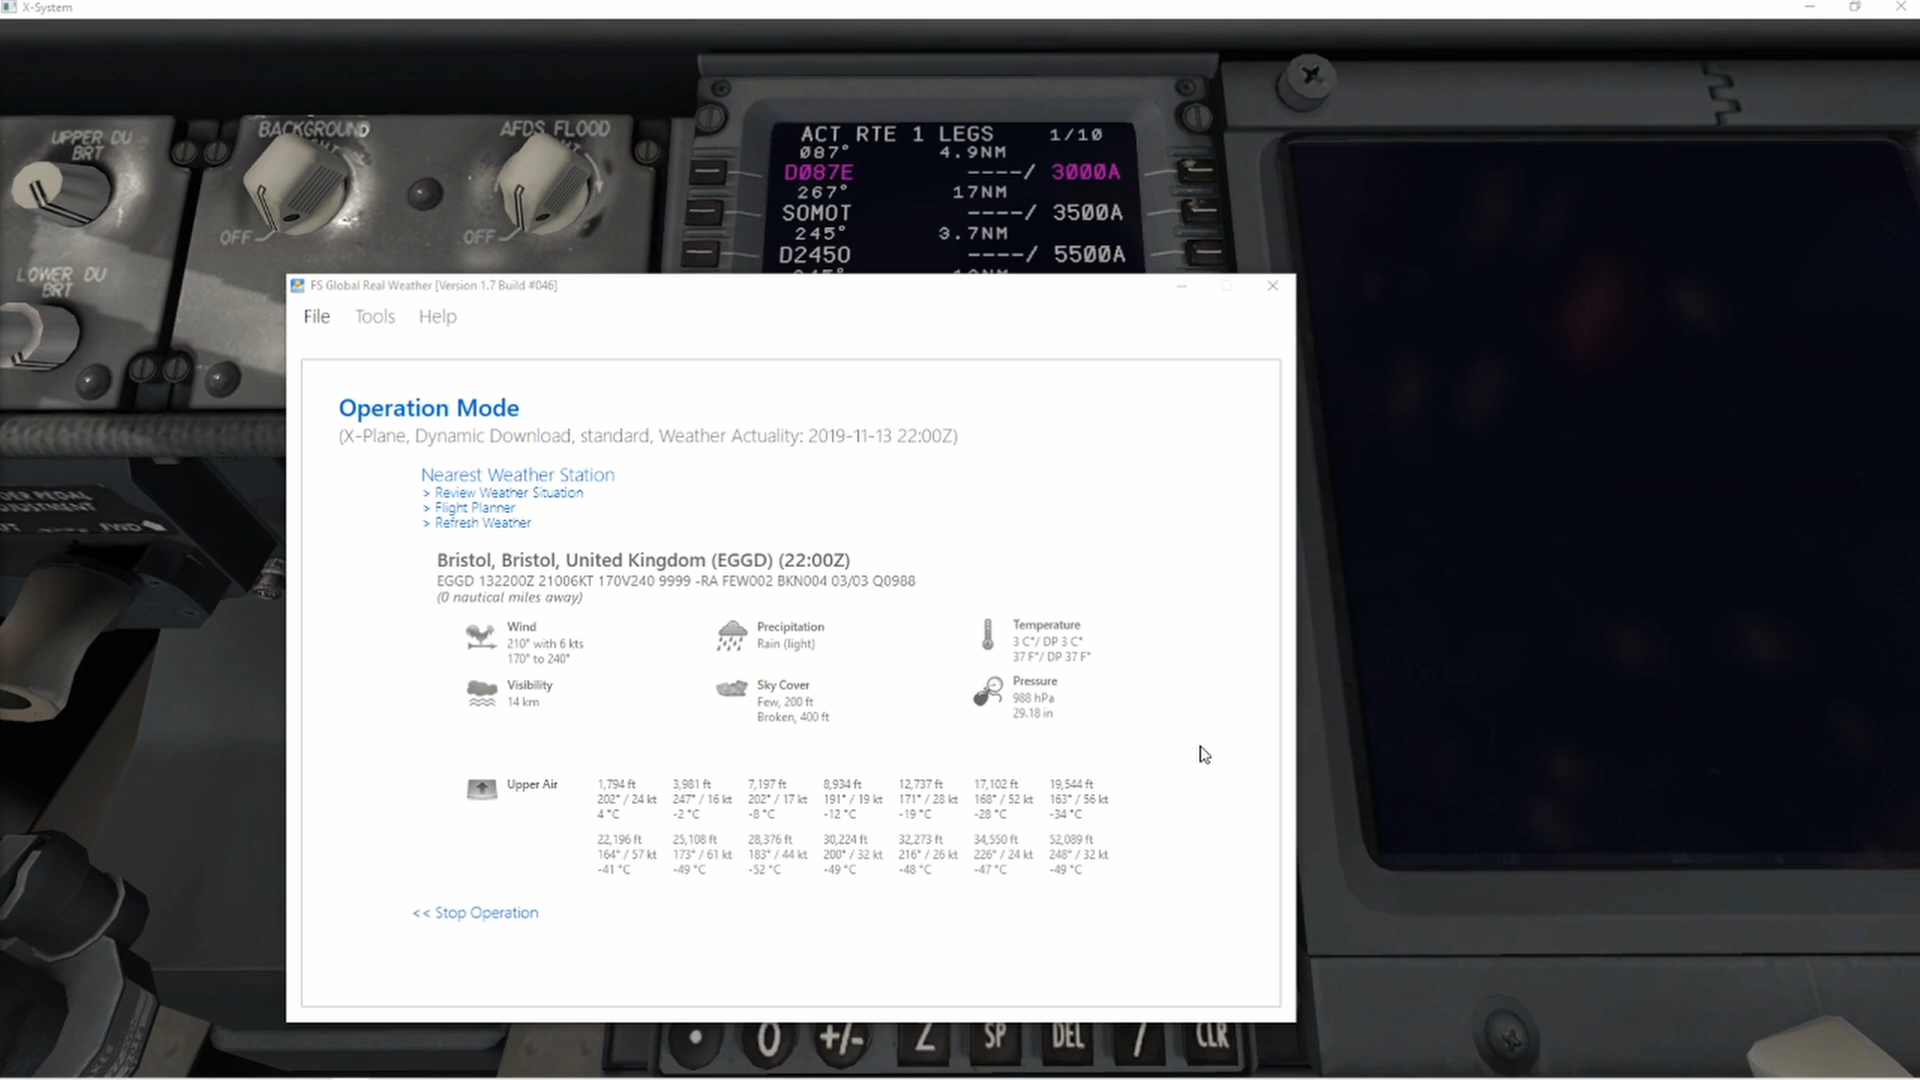 X-System
UPPER DU
BRT
BACKGROUND
AFDS FLOOD
OFF
OFF
LOWER DU
BRT
ACT RTE 1 LEGS 1/10
087° 4.9NM
D087E ----/ 3000A
267° 17NM
SOMOT ----/ 3500A
245° 3.7NM
D245O ----/ 5500A
FWD
FS Global Real Weather [Version 1.7 Build #046]
File Tools Help
Operation Mode
(X-Plane, Dynamic Download, standard, Weather Actuality: 2019-11-13 22:00Z)
Nearest Weather Station
> Review Weather Situation
> Flight Planner
> Refresh Weather
Bristol, Bristol, United Kingdom (EGGD) (22:00Z)
EGGD 132200Z 21006KT 170V240 9999 -RA FEW002 BKN004 03/03 Q0988
(0 nautical miles away)
Wind
210° with 6 kts
170° to 240°
Precipitation
Rain (light)
Temperature
3 C°/ DP 3 C°
37 F°/ DP 37 F°
Visibility
14 km
Sky Cover
Few, 200 ft
Broken, 400 ft
Pressure
988 hPa
29.18 in
Upper Air
1,794 ft 3,981 ft 7,197 ft 8,934 ft 12,737 ft 17,102 ft 19,544 ft
202° / 24 kt 247° / 16 kt 202° / 17 kt 191° / 19 kt 171° / 28 kt 168° / 52 kt 163° / 56 kt
4 °C -2 °C -8 °C -12 °C -19 °C -28 °C -34 °C
22,196 ft 25,108 ft 28,376 ft 30,224 ft 32,273 ft 34,550 ft 52,089 ft
164° / 57 kt 173° / 61 kt 183° / 44 kt 200° / 32 kt 216° / 26 kt 226° / 24 kt 248° / 32 kt
-41 °C -49 °C -52 °C -49 °C -48 °C -47 °C -49 °C
<< Stop Operation
. 0 +/- Z SP DEL / CLR